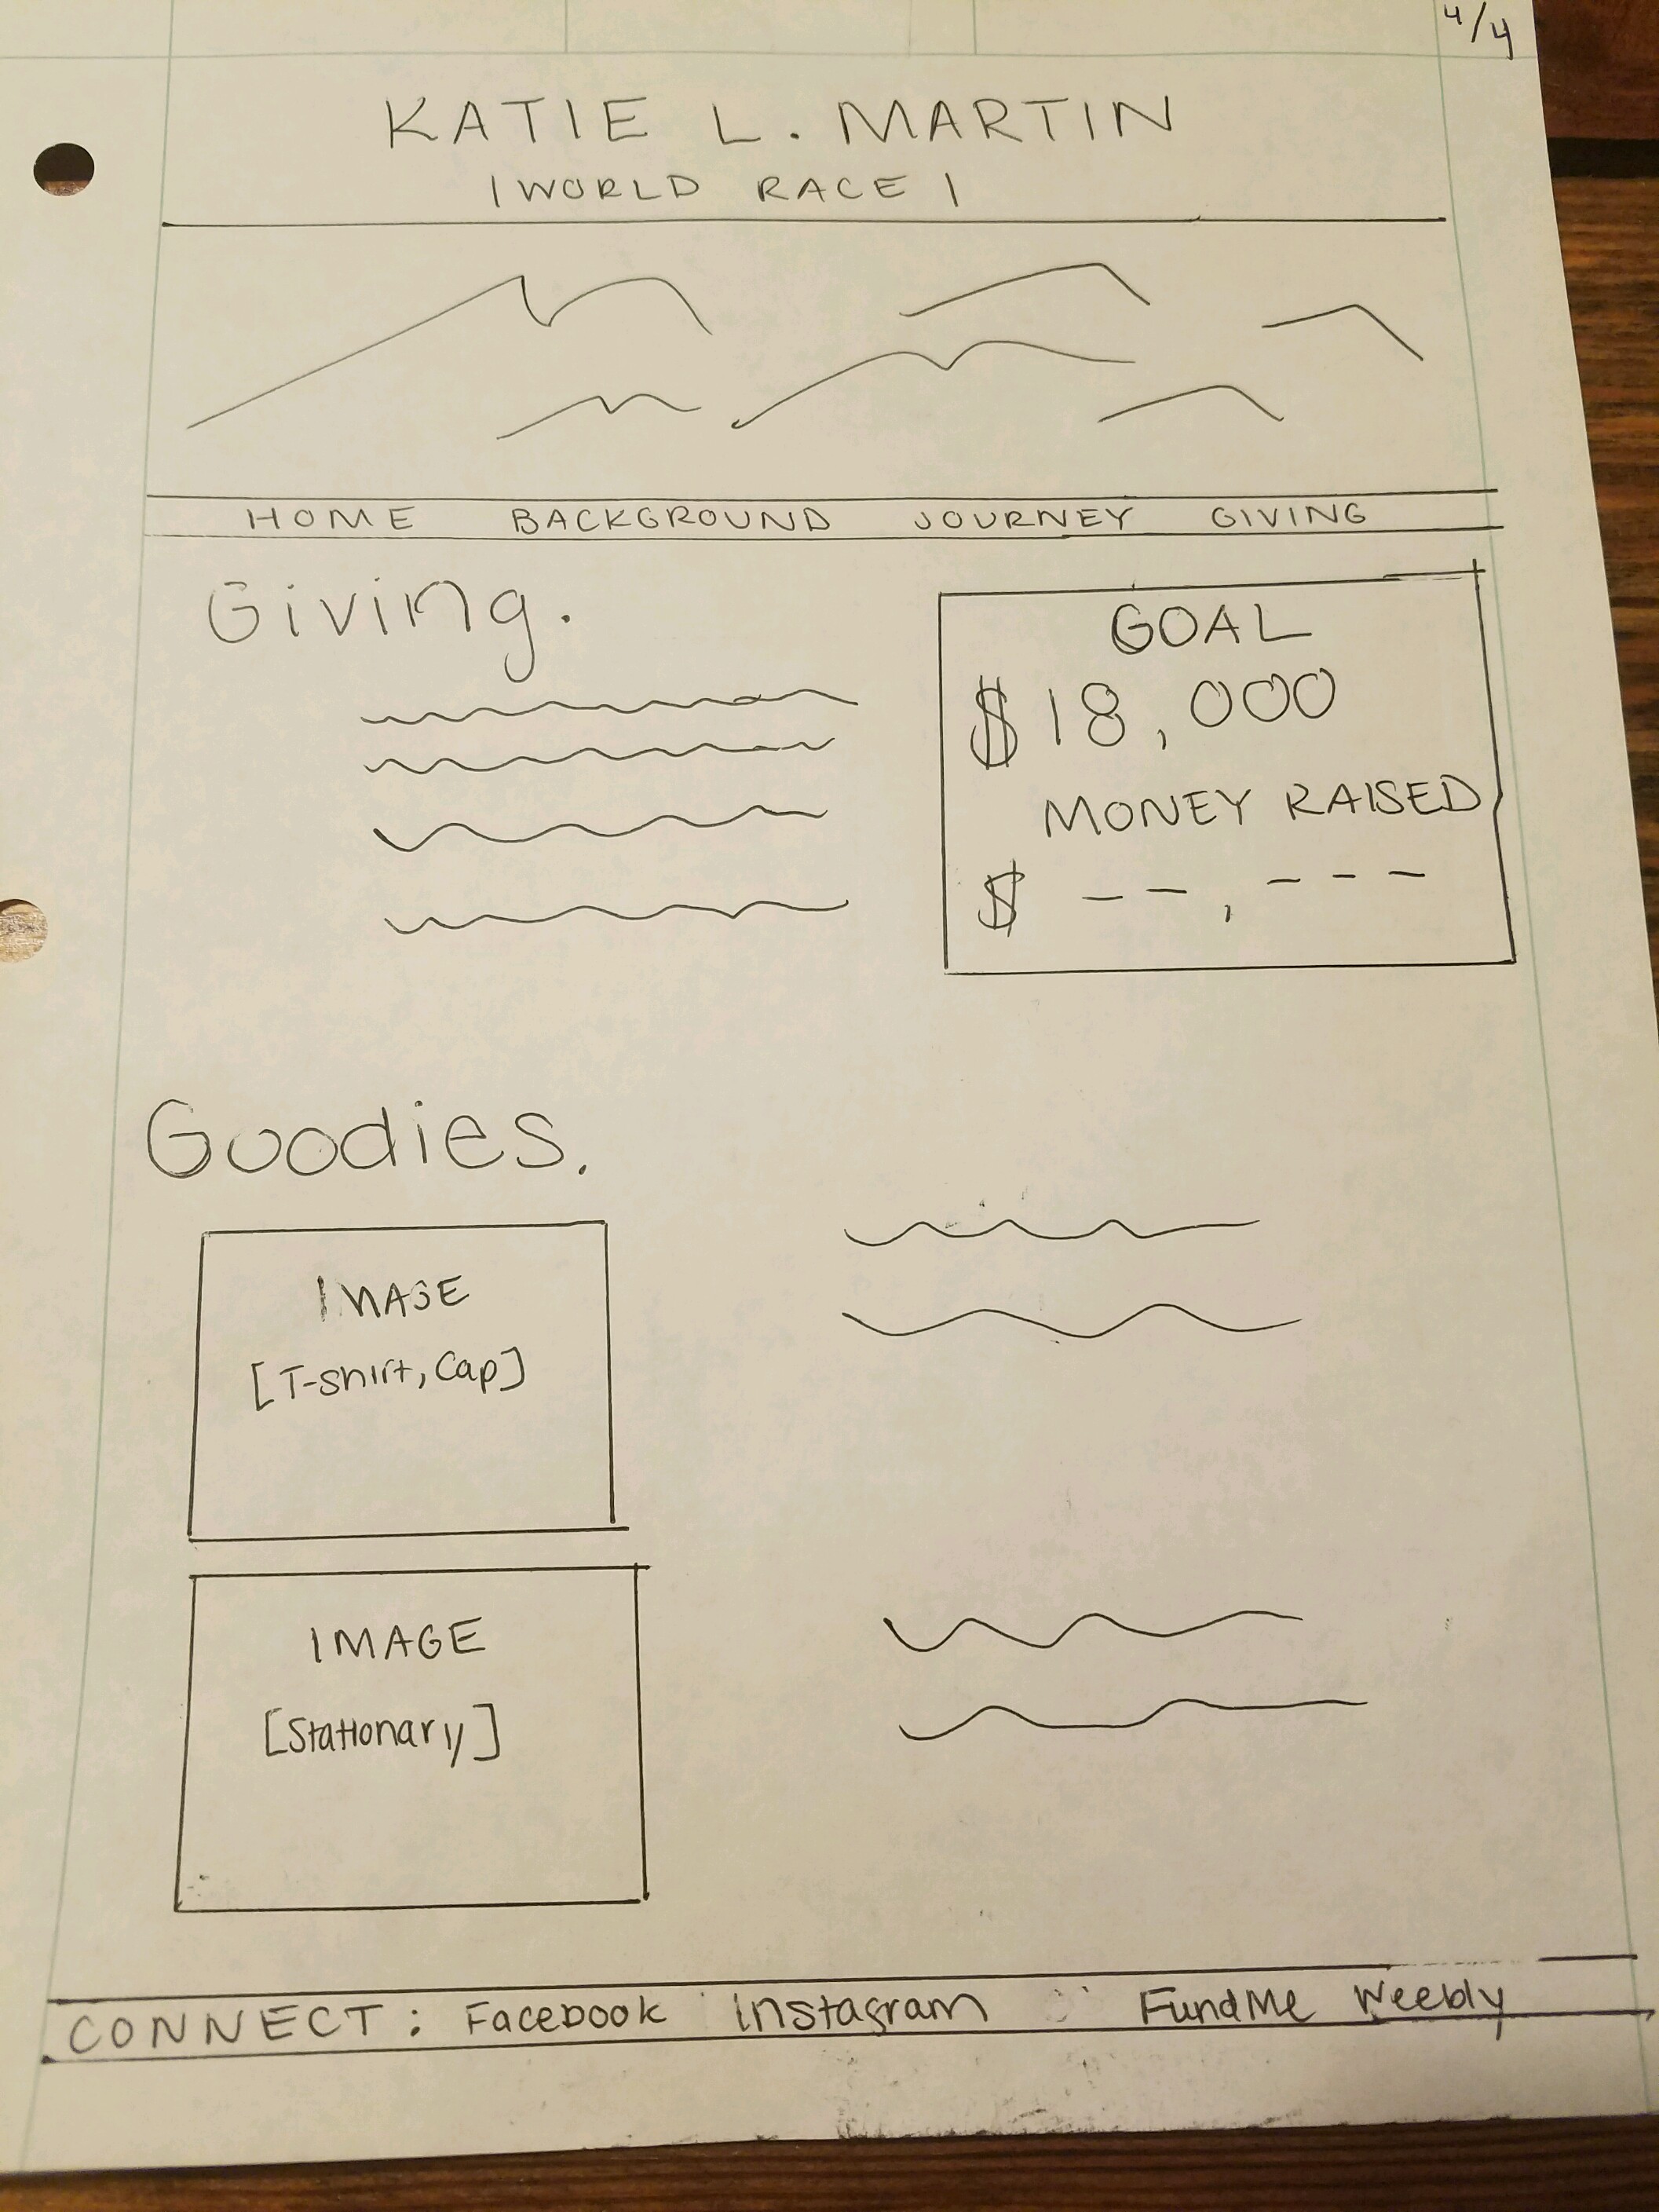 4/4
KATIE L. MARTIN
| WORLD RACE |
HOME BACKGROUND JOURNEY GIVING
Giving.
GOAL
$18,000
MONEY RAISED
$ -- , ---
Goodies.
IMAGE
[T-shirt, Cap]
IMAGE
[Stationary]
CONNECT: Facebook instagram FundMe Weebly